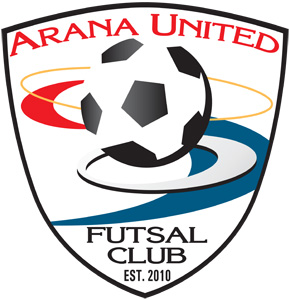 ARANA UNITED
FUTSAL
CLUB
EST. 2010